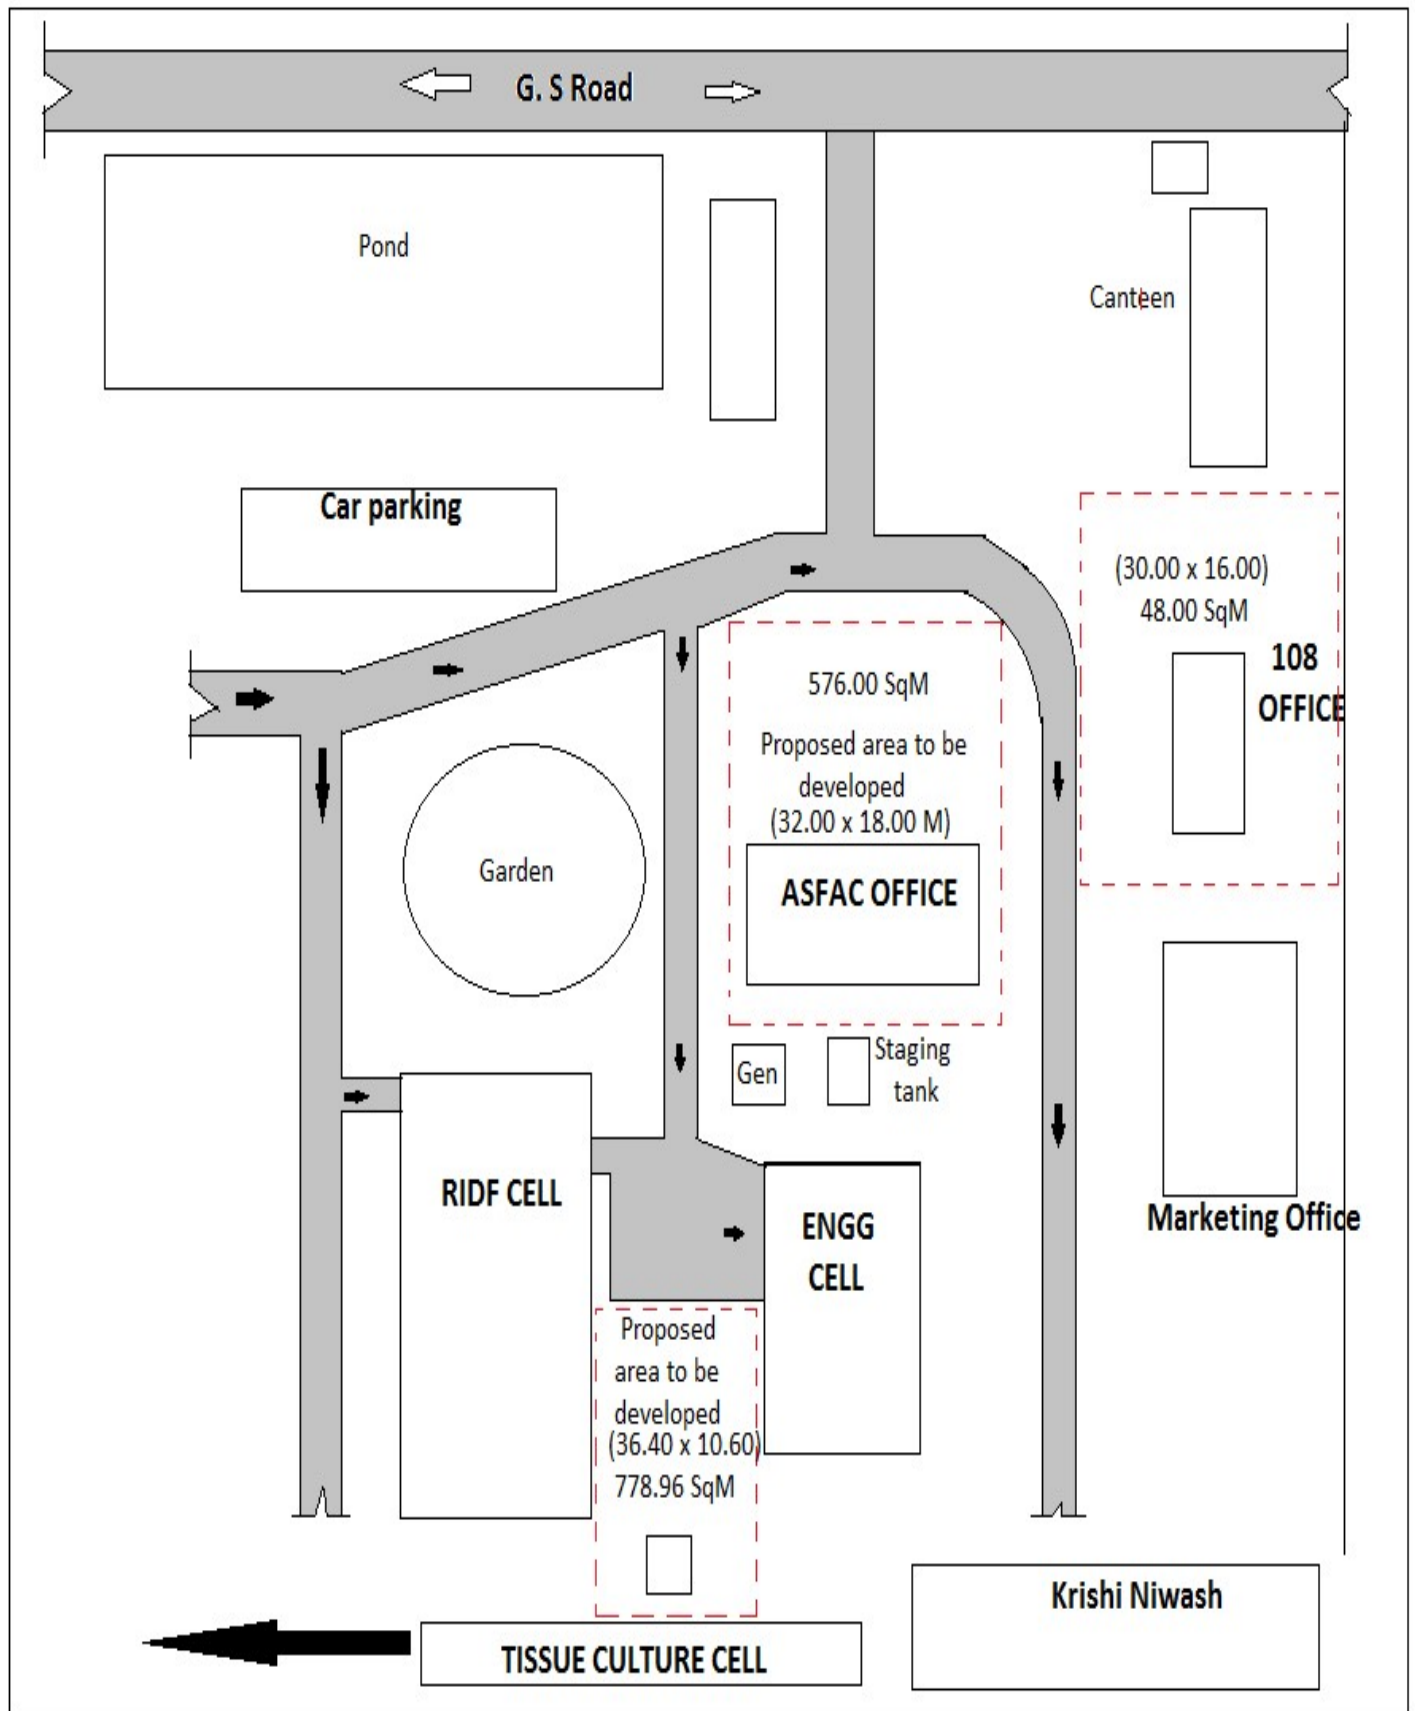 G. S Road
Pond
Canteen
Car parking
(30.00 x 16.00)
48.00 SqM
108
OFFICE
576.00 SqM
Proposed area to be
developed
(32.00 x 18.00 M)
ASFAC OFFICE
Garden
Gen
Staging
tank
RIDF CELL
ENGG
CELL
Marketing Office
Proposed
area to be
developed
(36.40 x 10.60)
778.96 SqM
Krishi Niwash
TISSUE CULTURE CELL